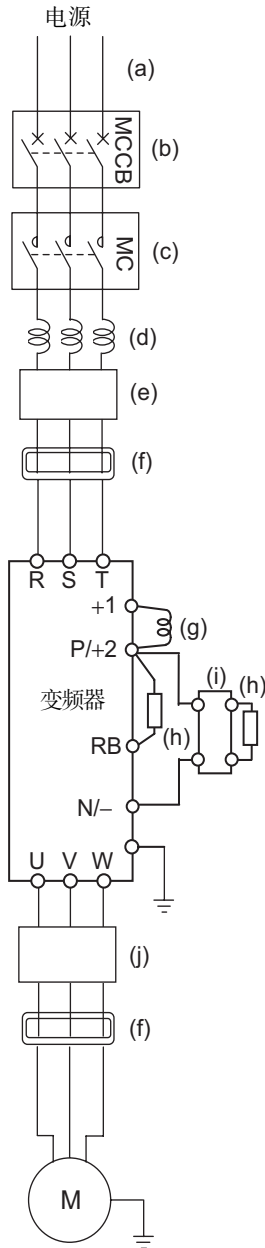 电源
(a)
MCCB
(b)
MC
(c)
(d)
(e)
(f)
R S T
+1
(g)
P/+2
(i)
(h)
变频器
(h)
RB
N/−
U V W
(j)
(f)
M